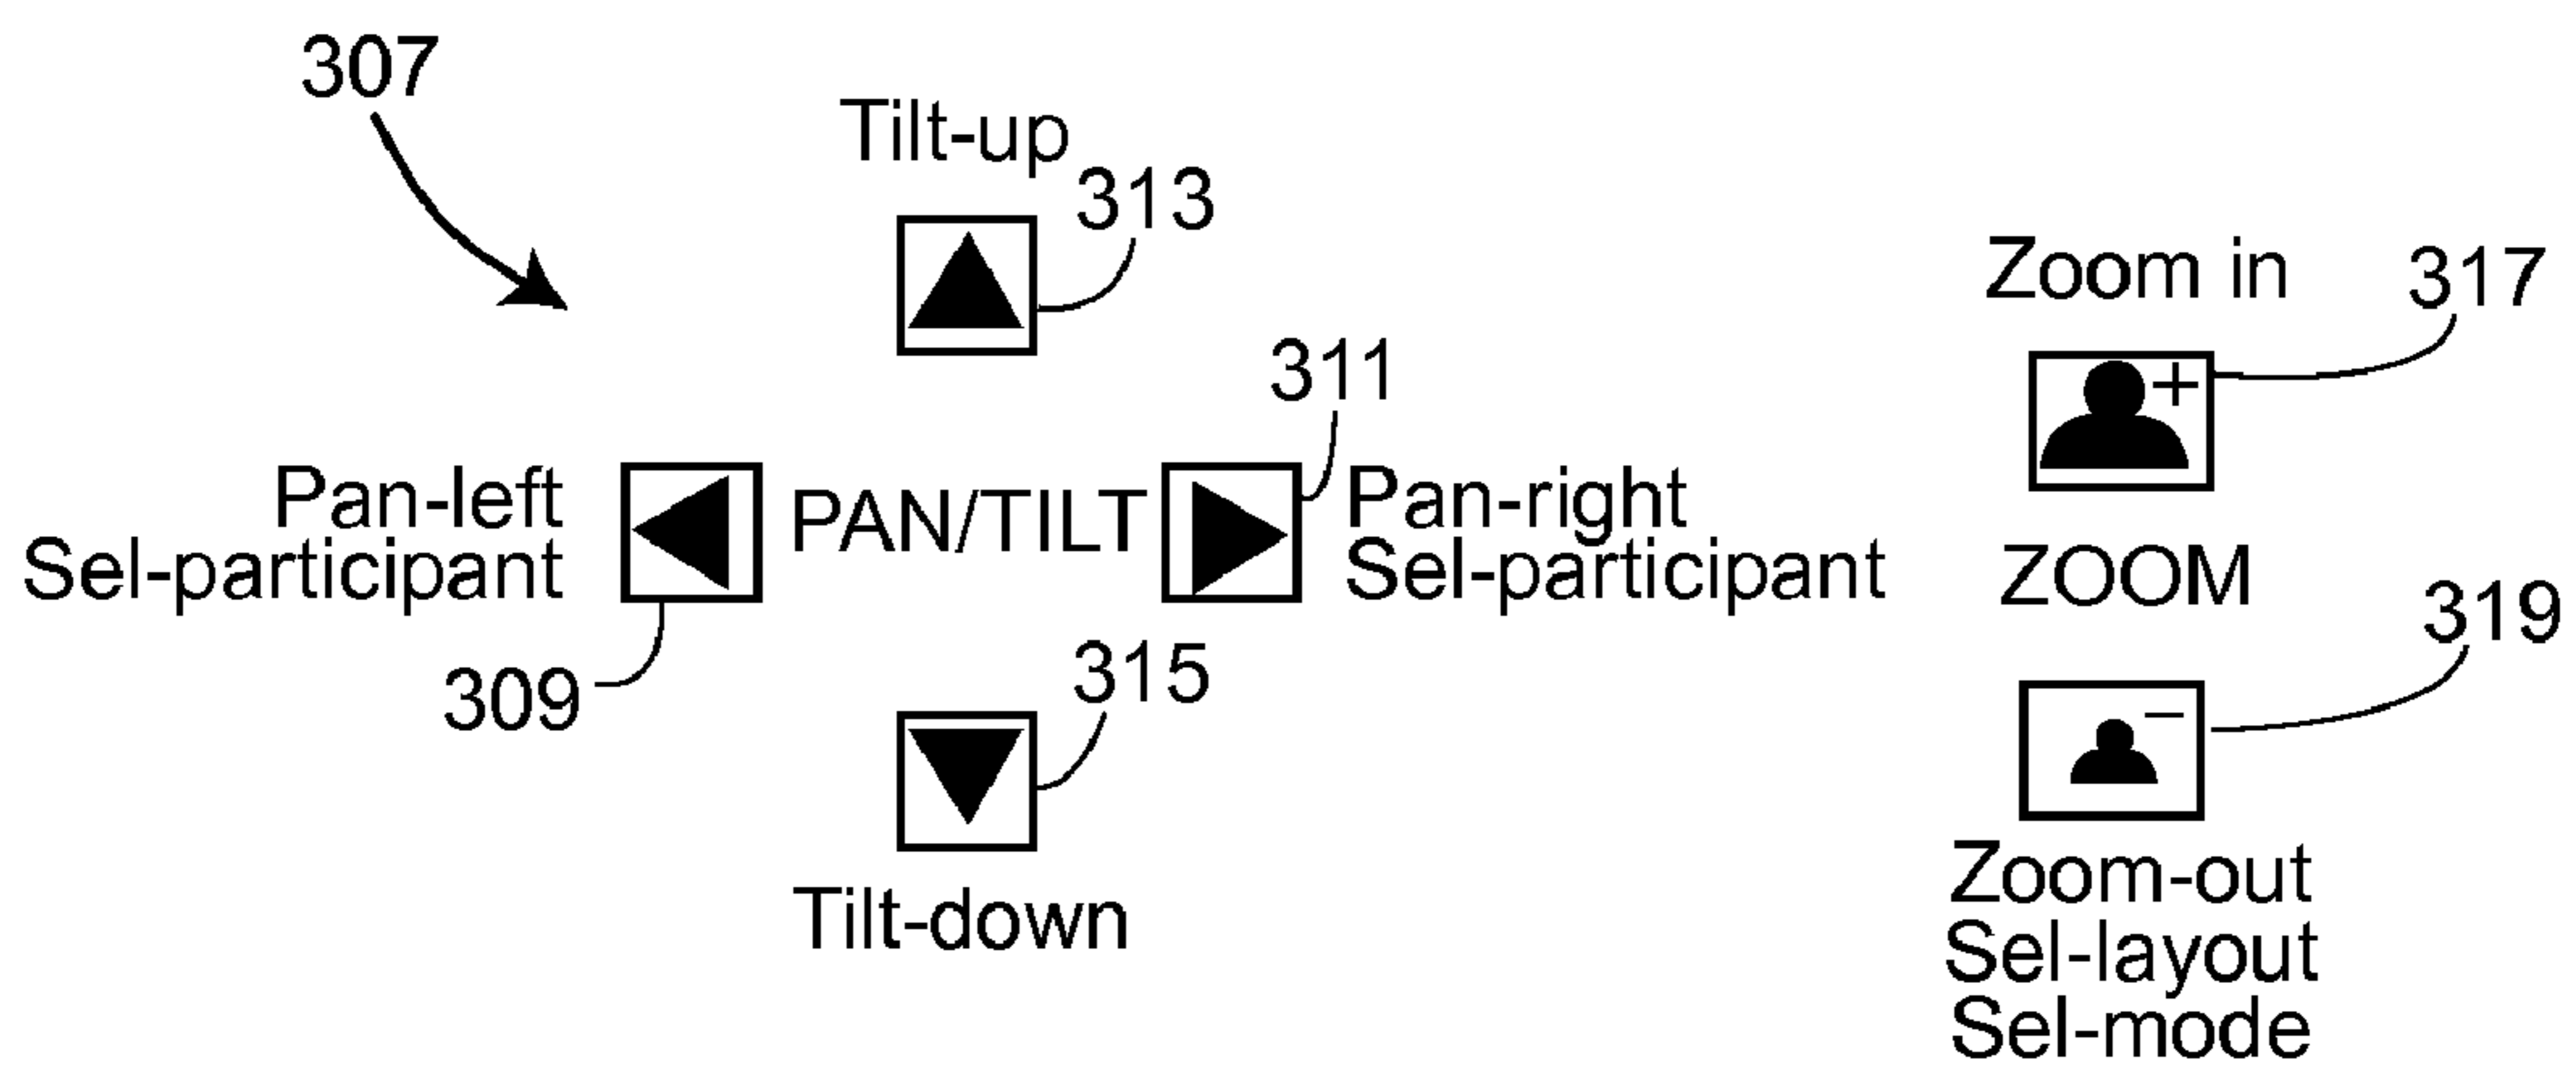 307
Tilt-up
313
Zoom in
317
311
Pan-left
Sel-participant
PAN/TILT
Pan-right
Sel-participant
ZOOM
319
309
315
Tilt-down
Zoom-out
Sel-layout
Sel-mode